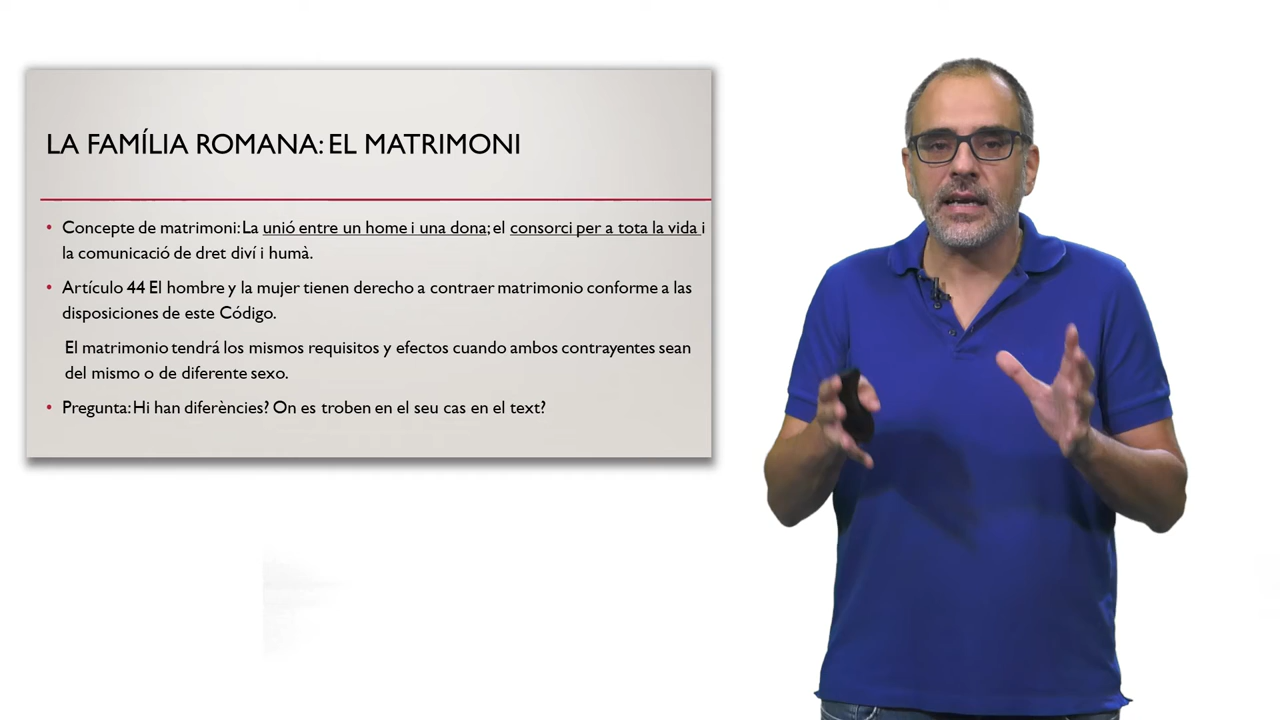 LA FAMÍLIA ROMANA: EL MATRIMONI
• Concepte de matrimoni: La unió entre un home i una dona; el consorci per a tota la vida i
la comunicació de dret diví i humà.
• Artículo 44 El hombre y la mujer tienen derecho a contraer matrimonio conforme a las
disposiciones de este Código.
El matrimonio tendrá los mismos requisitos y efectos cuando ambos contrayentes sean
del mismo o de diferente sexo.
• Pregunta: Hi han diferències? On es troben en el seu cas en el text?